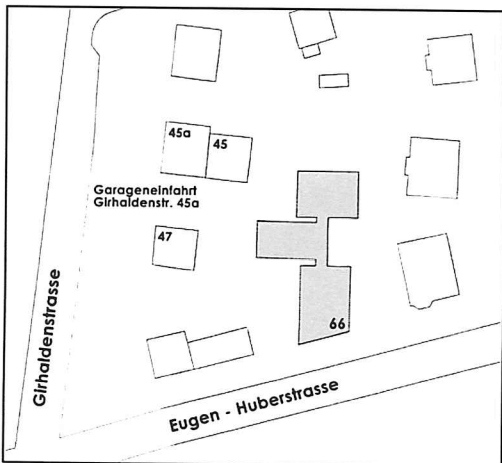 45a
45
Garageneinfahrt
Girhaldenstr. 45a
47
Girhaldenstrasse
66
Eugen - Huberstrasse